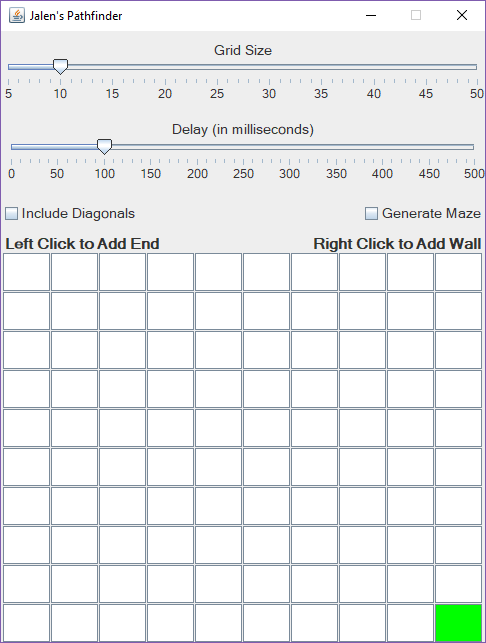 Jalen's Pathfinder
Grid Size
5 10 15 20 25 30 35 40 45 50
Delay (in milliseconds)
0 50 100 150 200 250 300 350 400 450 500
Include Diagonals Generate Maze
Left Click to Add End Right Click to Add Wall